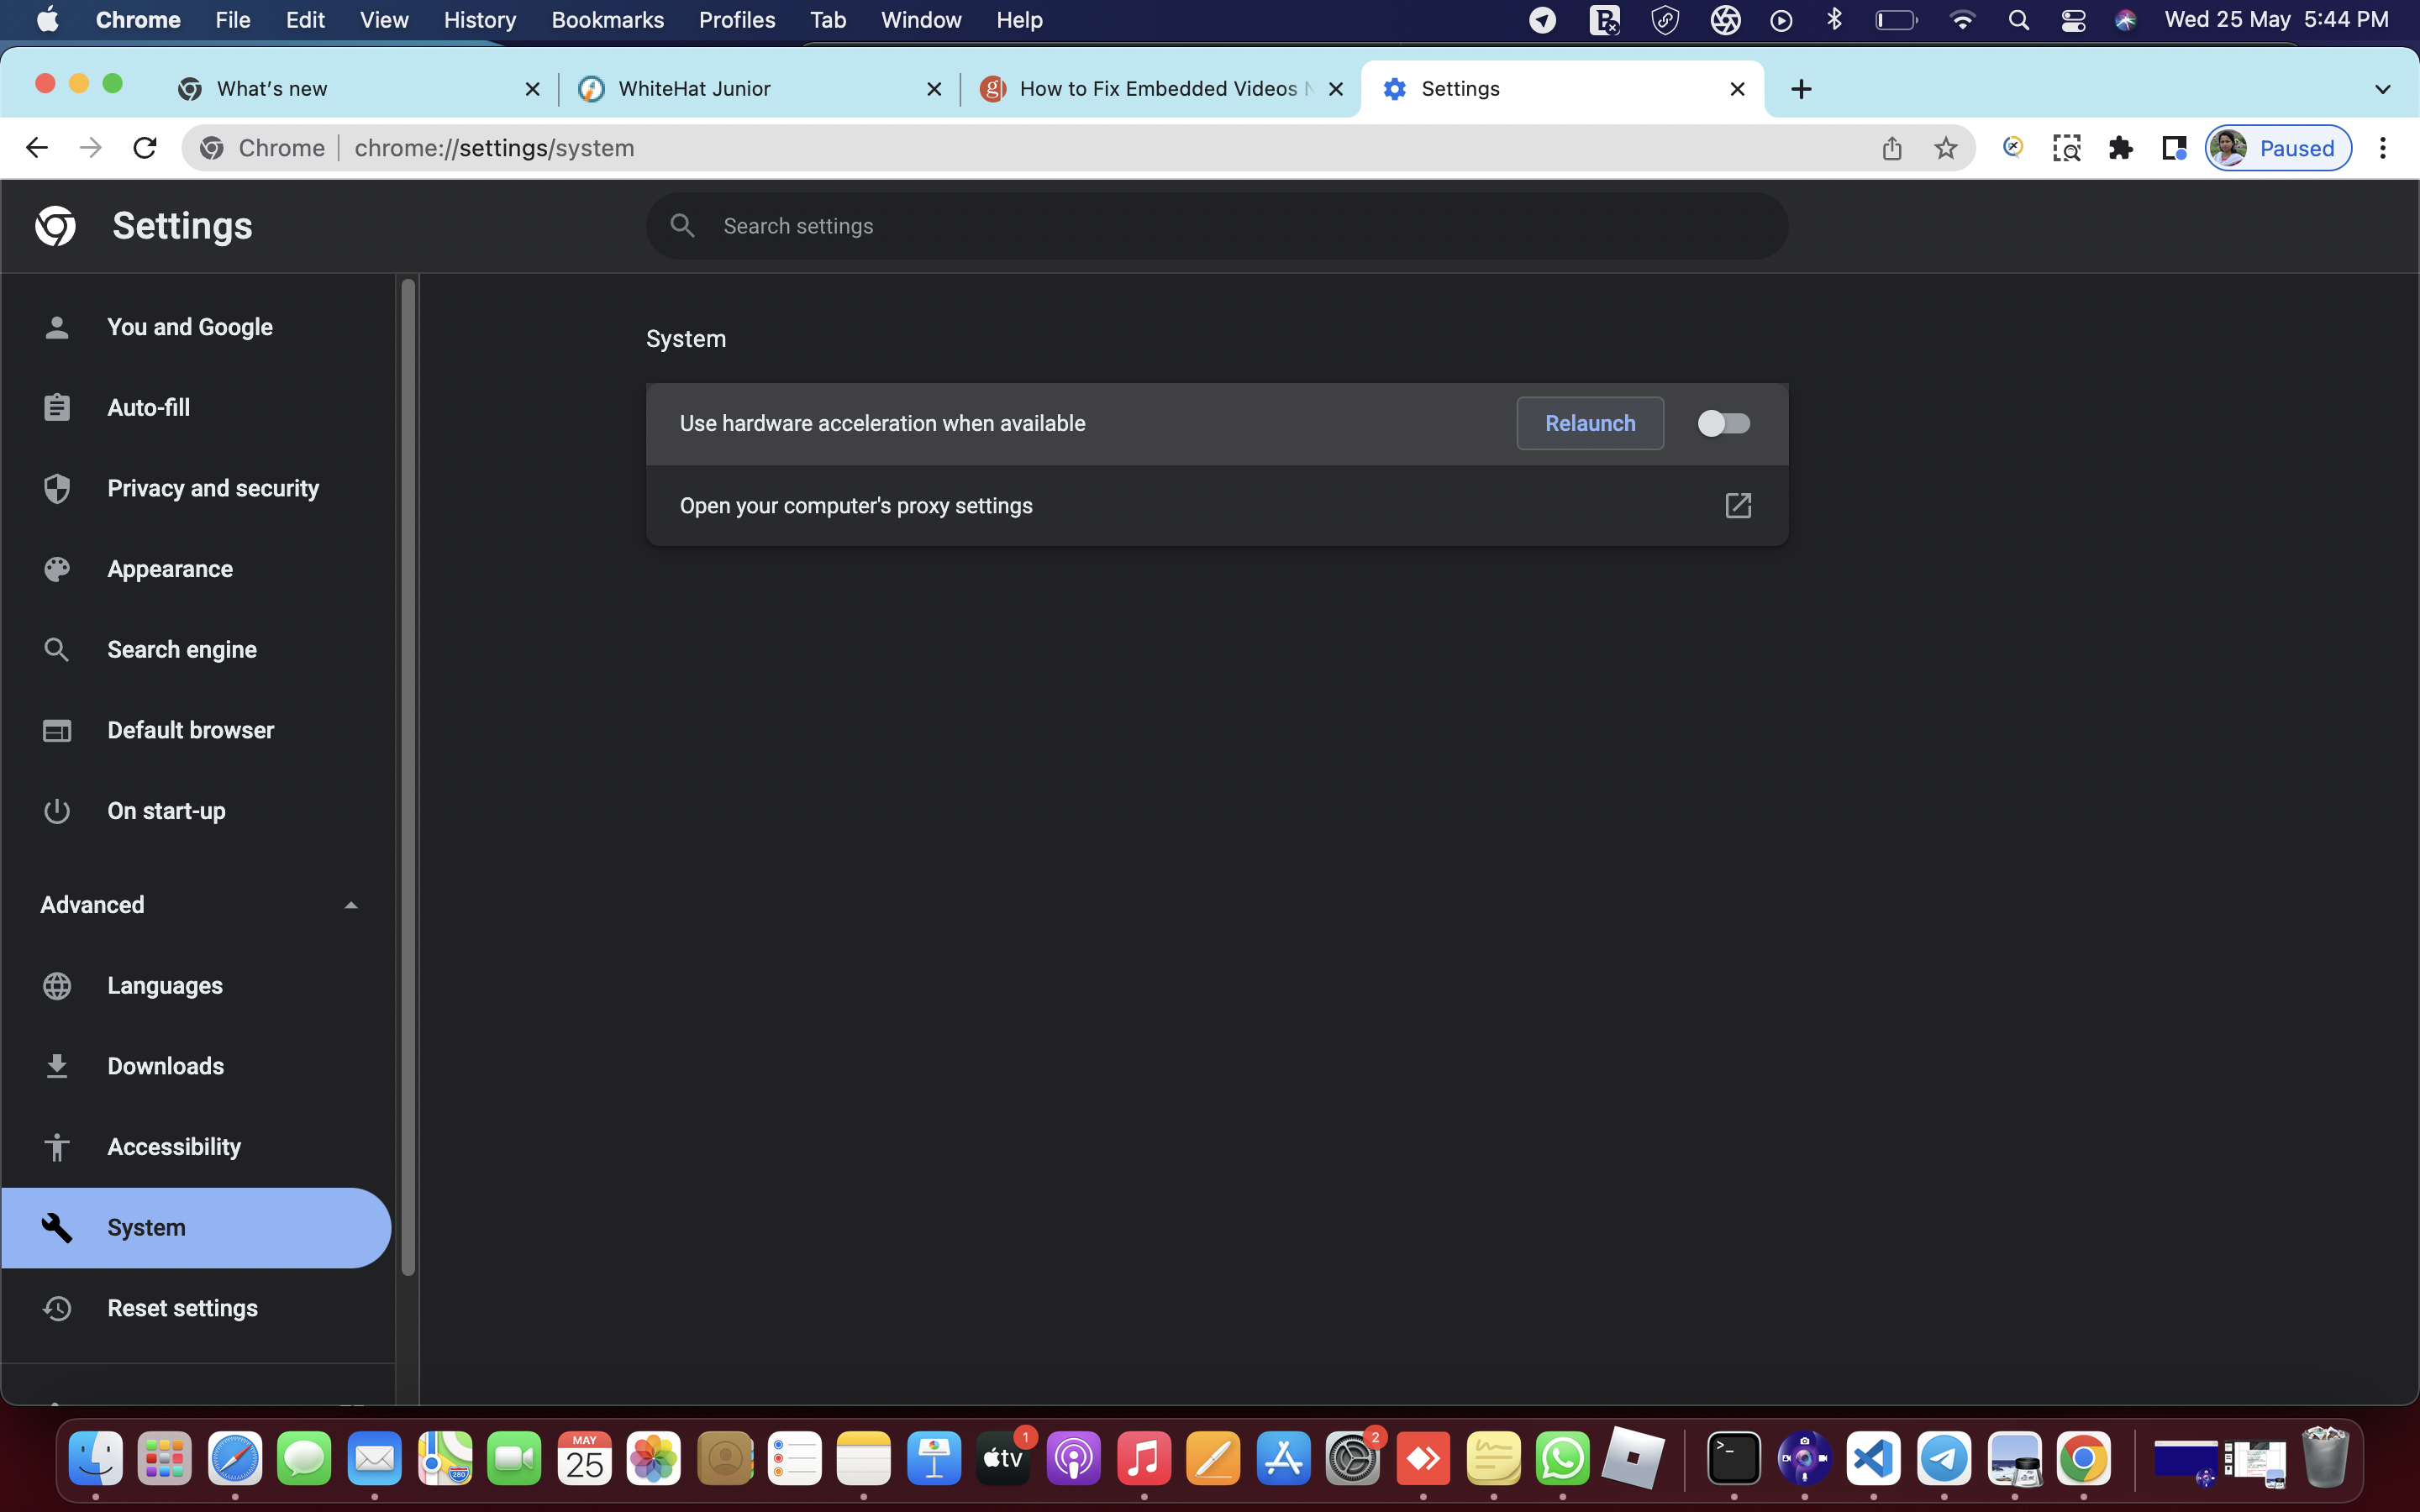 Chrome File Edit View History Bookmarks Profiles Tab Window Help Wed 25 May 5:44 PM
What's new WhiteHat Junior How to Fix Embedded Videos Settings
Chrome chrome://settings/system Paused
Settings Search settings
You and Google
Auto-fill
Privacy and security
Appearance
Search engine
Default browser
On start-up
Advanced
Languages
Downloads
Accessibility
System
Reset settings
System
Use hardware acceleration when available Relaunch
Open your computer's proxy settings
MAY
25
280
tv
1
2